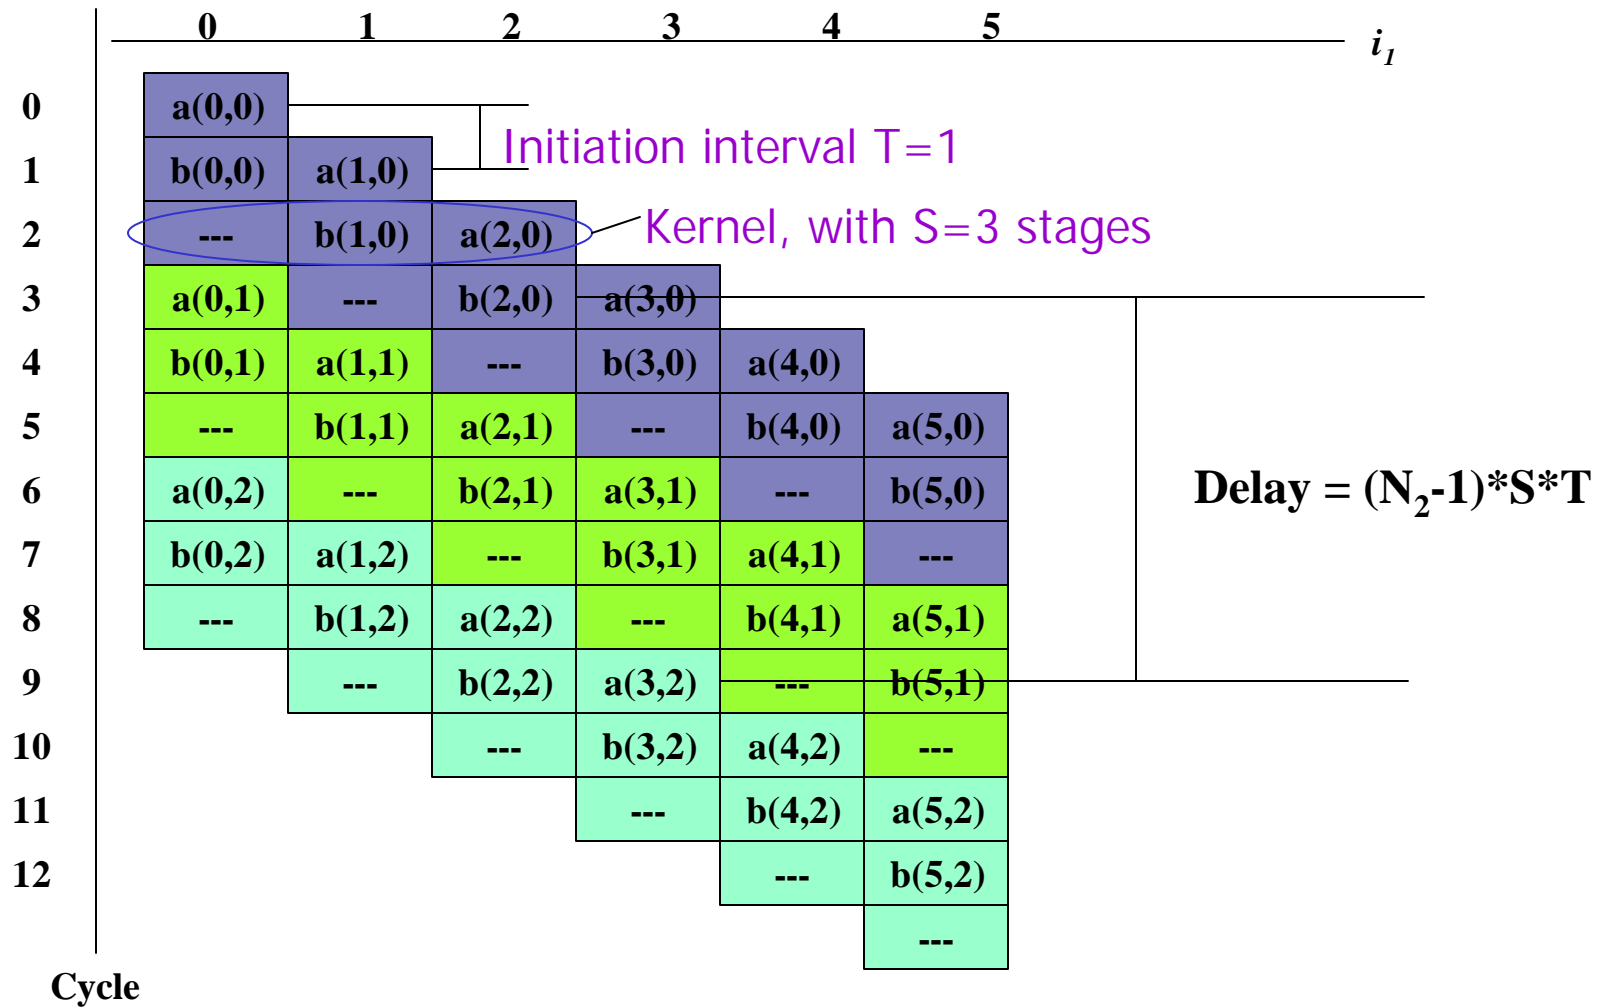 0 1 2 3 4 5 i₁
0 a(0,0)
Initiation interval T=1
1 b(0,0) a(1,0)
2 --- b(1,0) a(2,0) Kernel, with S=3 stages
3 a(0,1) --- b(2,0) a(3,0)
4 b(0,1) a(1,1) --- b(3,0) a(4,0)
5 --- b(1,1) a(2,1) --- b(4,0) a(5,0)
6 a(0,2) --- b(2,1) a(3,1) --- b(5,0) Delay = (N₂-1)*S*T
7 b(0,2) a(1,2) --- b(3,1) a(4,1) ---
8 --- b(1,2) a(2,2) --- b(4,1) a(5,1)
9 --- b(2,2) a(3,2) --- b(5,1)
10 --- b(3,2) a(4,2) ---
11 --- b(4,2) a(5,2)
12 --- b(5,2)
---
Cycle